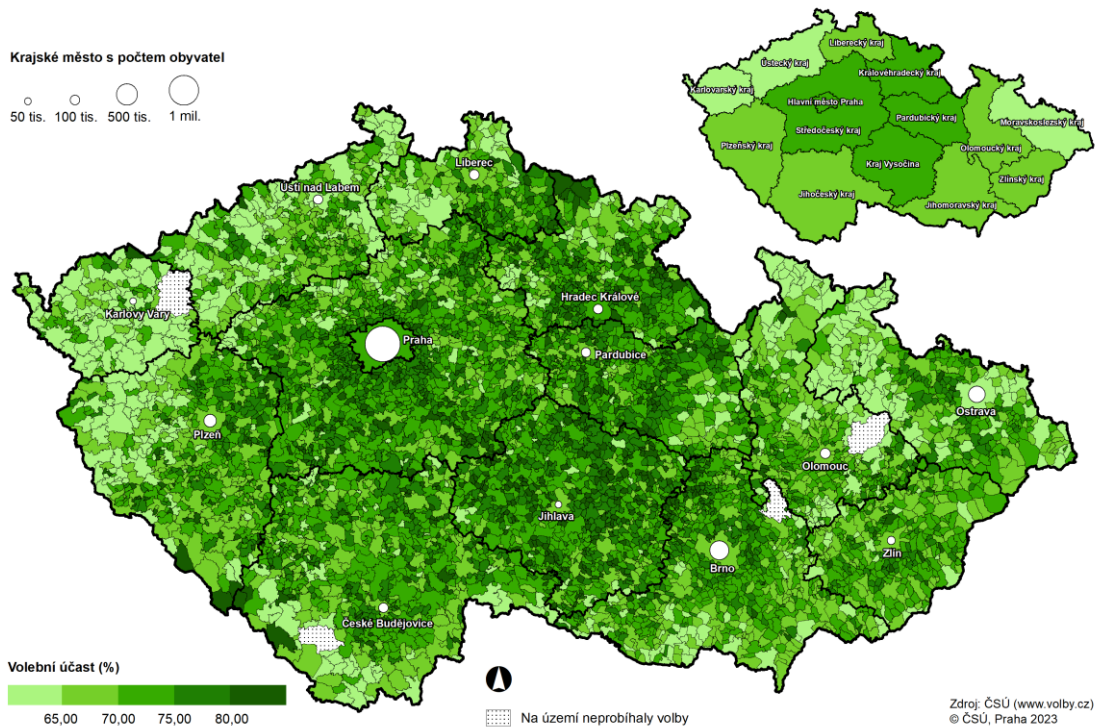 Krajské město s počtem obyvatel
50 tis. 100 tis. 500 tis. 1 mil.
Karlovarský kraj
Ústecký kraj
Liberecký kraj
Královéhradecký kraj
Hlavní město Praha
Pardubický kraj
Moravskoslezský kraj
Středočeský kraj
Plzeňský kraj
Olomoucký kraj
Kraj Vysočina
Zlínský kraj
Jihočeský kraj
Jihomoravský kraj
Liberec
Ústí nad Labem
Karlovy Vary
Hradec Králové
Praha
Pardubice
Plzeň
Ostrava
Olomouc
Jihlava
Brno
Zlín
České Budějovice
Volební účast (%)
65,00 70,00 75,00 80,00
Na území neprobíhaly volby
Zdroj: ČSÚ (www.volby.cz)
© ČSÚ, Praha 2023